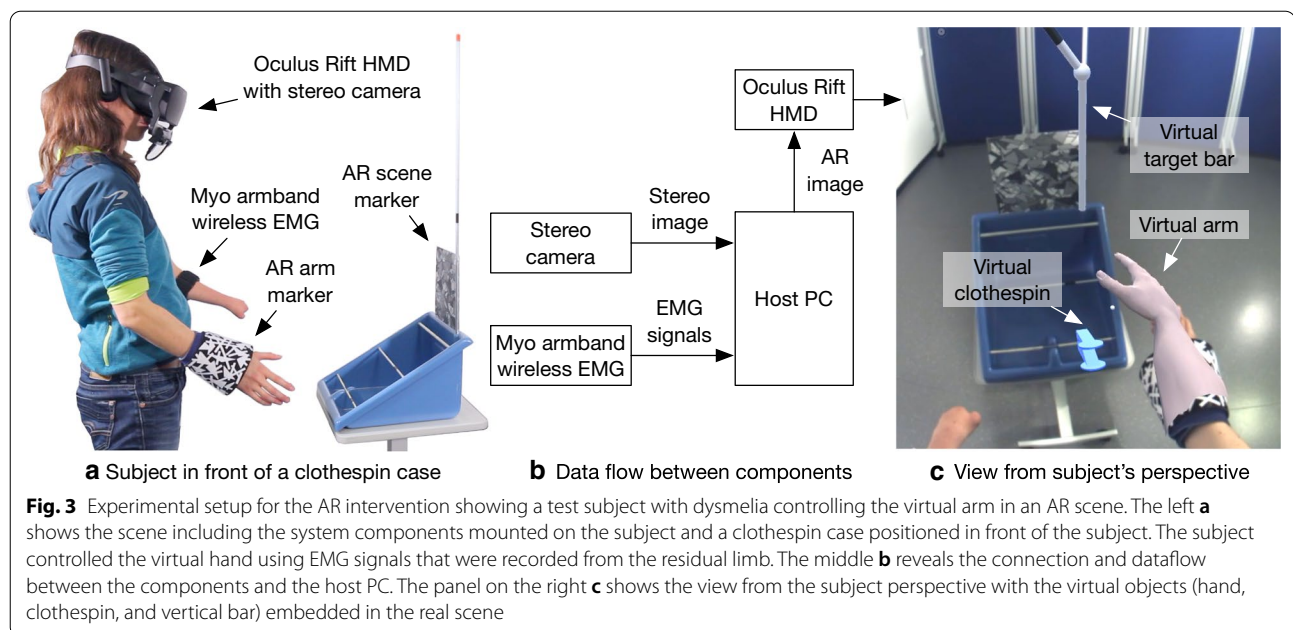 Oculus Rift HMD
with stereo camera
Myo armband
wireless EMG
AR scene
marker
AR arm
marker
Oculus Rift
HMD
AR
image
Stereo
camera
Stereo
image
Host PC
EMG
signals
Myo armband
wireless EMG
Virtual
target bar
Virtual arm
Virtual
clothespin
a Subject in front of a clothespin case
b Data flow between components
c View from subject's perspective
Fig. 3 Experimental setup for the AR intervention showing a test subject with dysmelia controlling the virtual arm in an AR scene. The left a
shows the scene including the system components mounted on the subject and a clothespin case positioned in front of the subject. The subject
controlled the virtual hand using EMG signals that were recorded from the residual limb. The middle b reveals the connection and dataflow
between the components and the host PC. The panel on the right c shows the view from the subject perspective with the virtual objects (hand,
clothespin, and vertical bar) embedded in the real scene